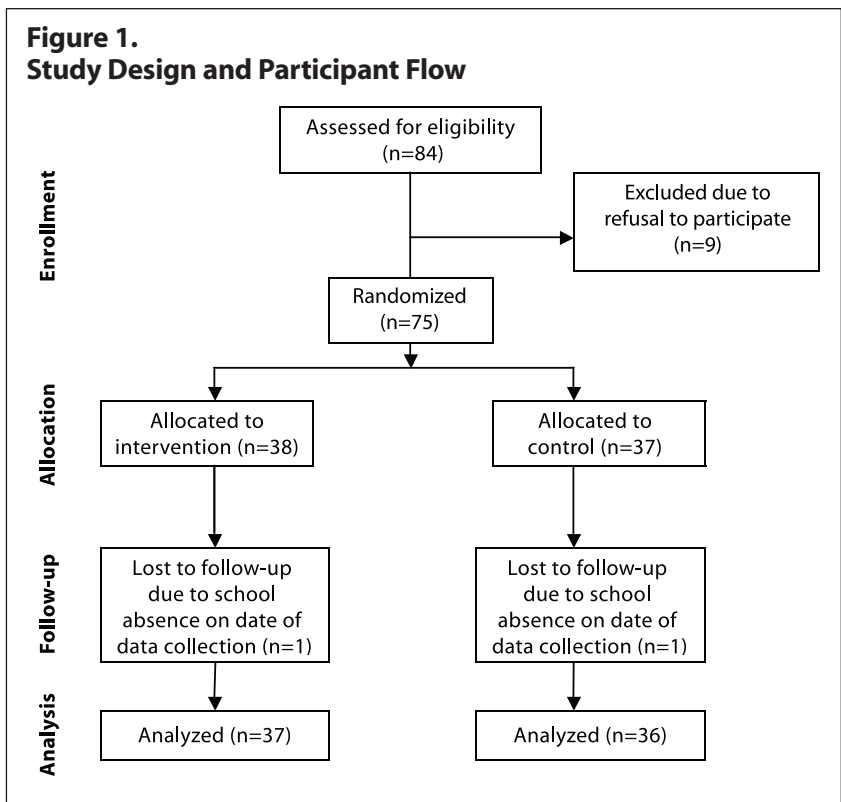 Figure 1.
Study Design and Participant Flow
Enrollment
Assessed for eligibility
(n=84)
Excluded due to
refusal to participate
(n=9)
Randomized
(n=75)
Allocation
Allocated to
intervention (n=38)
Allocated to
control (n=37)
Follow-up
Lost to follow-up
due to school
absence on date of
data collection (n=1)
Lost to follow-up
due to school
absence on date of
data collection (n=1)
Analysis
Analyzed (n=37)
Analyzed (n=36)